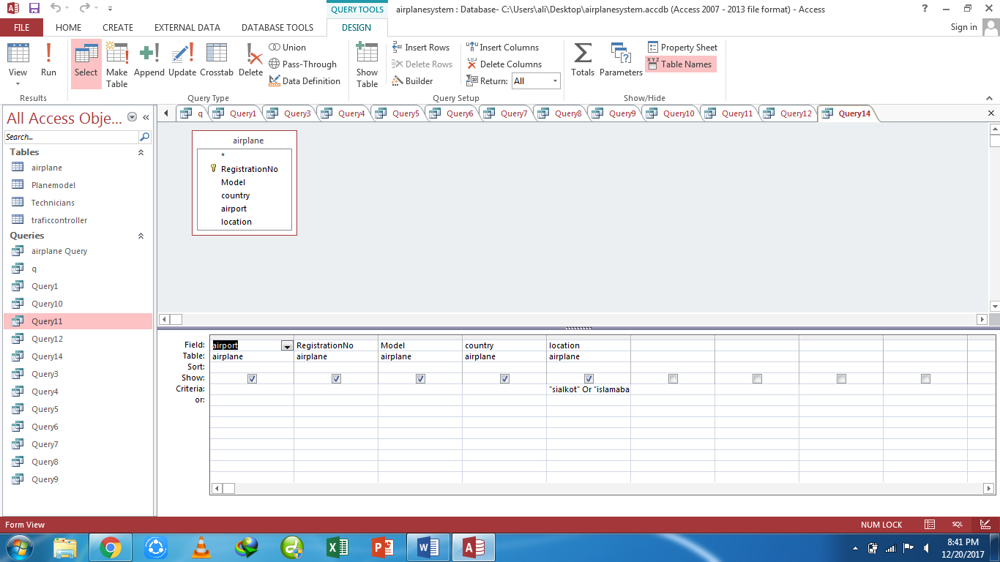 QUERY TOOLS
airplanesystem : Database- C:\Users\ali\Desktop\airplanesystem.accdb (Access 2007 - 2013 file format) - Access
FILE HOME CREATE EXTERNAL DATA DATABASE TOOLS DESIGN Sign in
View Run Select Make Table Append Update Crosstab Delete
Union
Pass-Through
Data Definition
Show Table
Insert Rows
Delete Rows
Builder
Insert Columns
Delete Columns
Return: All
Totals Parameters
Property Sheet
XYZ Table Names
Results Query Type Query Setup Show/Hide
All Access Obje...
Search...
Tables
airplane
Planemodel
Technicians
traficcontroller
Queries
airplane Query
q
Query1
Query10
Query11
Query12
Query14
Query3
Query4
Query5
Query6
Query7
Query8
Query9
q Query1 Query3 Query4 Query5 Query6 Query7 Query8 Query9 Query10 Query11 Query12 Query14
airplane
*
RegistrationNo
Model
country
airport
location
Field: airport RegistrationNo Model country location
Table: airplane airplane airplane airplane airplane
Sort:
Show:
Criteria: "sialkot" Or "islamaba
or:
Form View NUM LOCK SQL
8:41 PM
12/20/2017